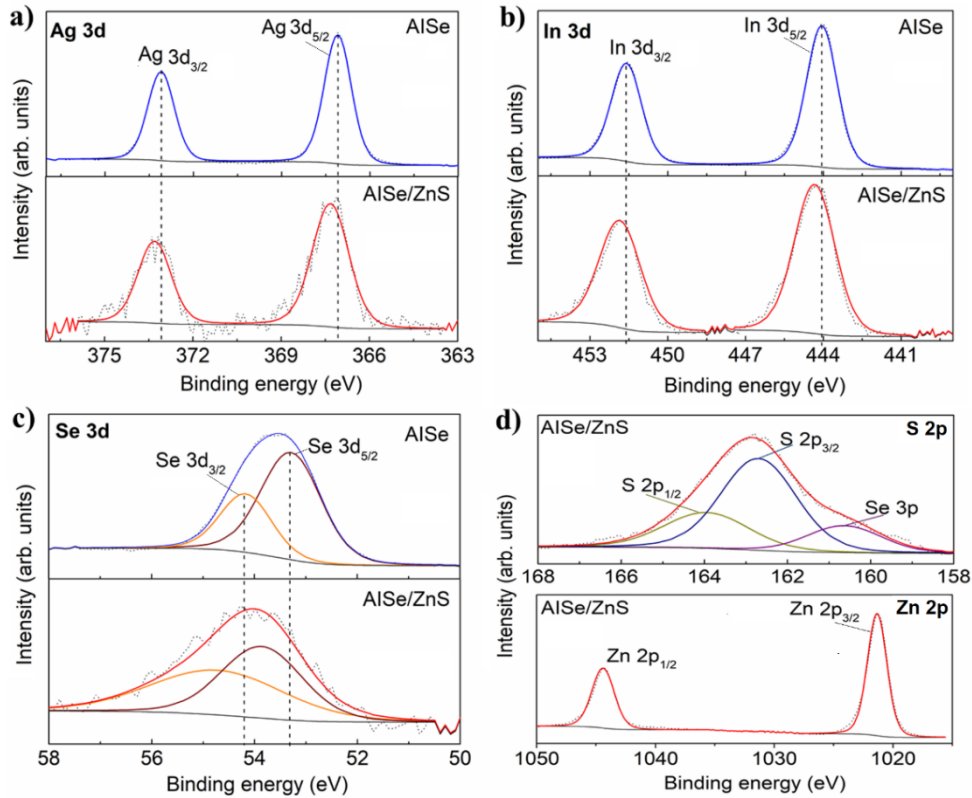 a)
Ag 3d
AISe
Ag 3d5/2
Ag 3d3/2
AISe/ZnS
Intensity (arb. units)
375 372 369 366 363
Binding energy (eV)
b)
In 3d
AISe
In 3d5/2
In 3d3/2
AISe/ZnS
Intensity (arb. units)
453 450 447 444 441
Binding energy (eV)
c)
Se 3d
AISe
Se 3d5/2
Se 3d3/2
AISe/ZnS
Intensity (arb. units)
58 56 54 52 50
Binding energy (eV)
d)
AISe/ZnS
S 2p
S 2p3/2
S 2p1/2
Se 3p
168 166 164 162 160 158
AISe/ZnS
Zn 2p
Zn 2p3/2
Zn 2p1/2
Intensity (arb. units)
1050 1040 1030 1020
Binding energy (eV)